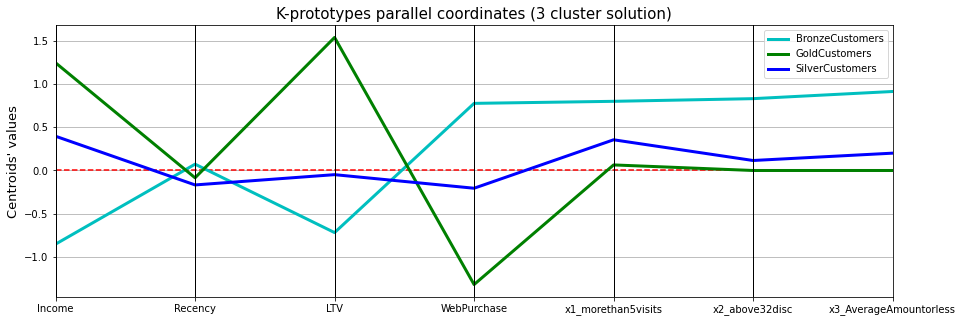 K-prototypes parallel coordinates (3 cluster solution)
BronzeCustomers
GoldCustomers
SilverCustomers
Centroids' values
1.5
1.0
0.5
0.0
−0.5
−1.0
Income Recency LTV WebPurchase x1_morethan5visits x2_above32disc x3_AverageAmountorless